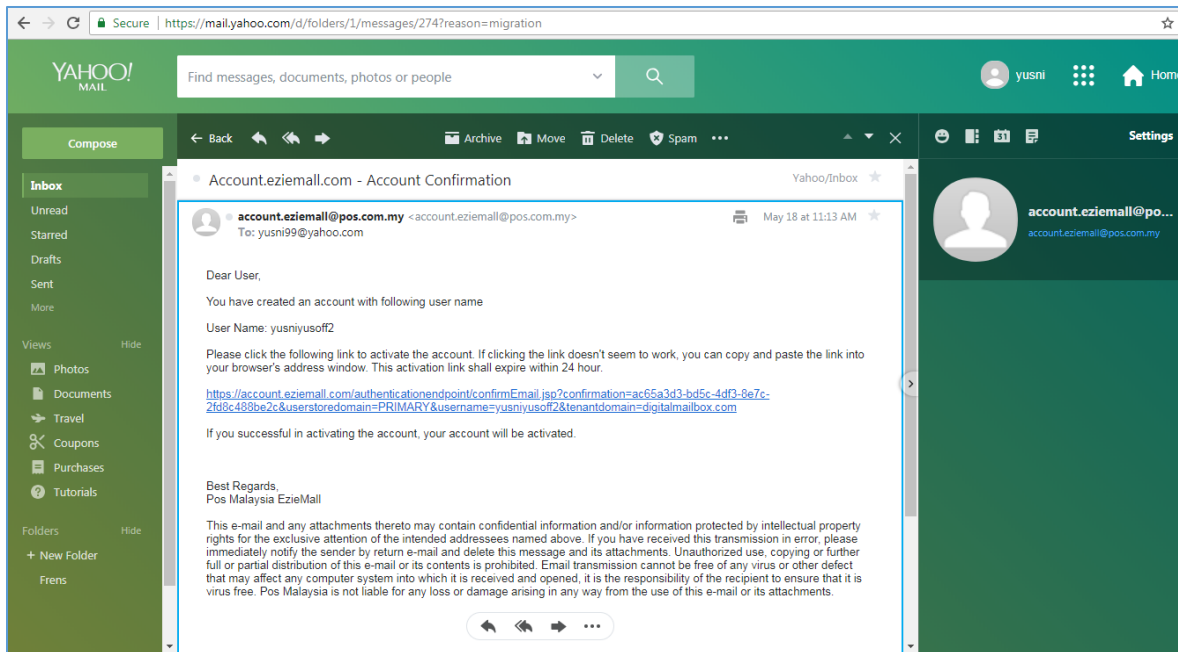 Secure https://mail.yahoo.com/d/folders/1/messages/274?reason=migration
YAHOO!
MAIL
Find messages, documents, photos or people
yusni
Home
Compose
Back
Archive
Move
Delete
Spam
Settings
Inbox
Unread
Starred
Drafts
Sent
More
Views
Hide
Photos
Documents
Travel
Coupons
Purchases
Tutorials
Folders
Hide
+ New Folder
Frens
Account.eziemall.com - Account Confirmation
Yahoo/Inbox
account.eziemall@pos.com.my <account.eziemall@pos.com.my>
May 18 at 11:13 AM
To: yusni99@yahoo.com
Dear User,
You have created an account with following user name
User Name: yusniyusoff2
Please click the following link to activate the account. If clicking the link doesn't seem to work, you can copy and paste the link into
your browser's address window. This activation link shall expire within 24 hour.
https://account.eziemall.com/authenticationendpoint/confirmEmail.jsp?confirmation=ac65a3d3-bd5c-4df3-8e7c-
2fd8c488be2c&userstoredomain=PRIMARY&username=yusniyusoff2&tenantdomain=digitalmailbox.com
If you successful in activating the account, your account will be activated.
Best Regards,
Pos Malaysia EzieMall
This e-mail and any attachments thereto may contain confidential information and/or information protected by intellectual property
rights for the exclusive attention of the intended addressees named above. If you have received this transmission in error, please
immediately notify the sender by return e-mail and delete this message and its attachments. Unauthorized use, copying or further
full or partial distribution of this e-mail or its contents is prohibited. Email transmission cannot be free of any virus or other defect
that may affect any computer system into which it is received and opened, it is the responsibility of the recipient to ensure that it is
virus free. Pos Malaysia is not liable for any loss or damage arising in any way from the use of this e-mail or its attachments.
31
account.eziemall@po...
account.eziemall@pos.com.my